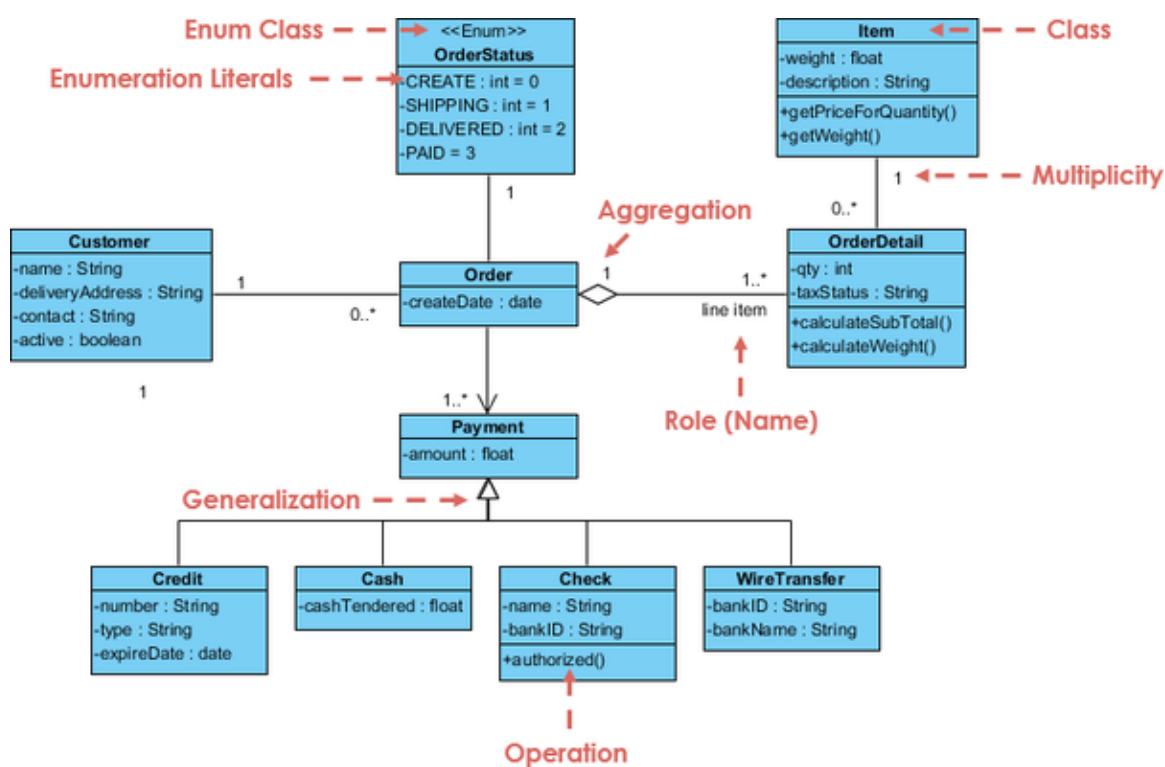 Enum Class
<<Enum>>
OrderStatus
Enumeration Literals
-CREATE : int = 0
-SHIPPING : int = 1
-DELIVERED : int = 2
-PAID = 3
Item
Class
-weight : float
-description : String
+getPriceForQuantity()
+getWeight()
1
Multiplicity
0..*
1
Aggregation
Customer
-name : String
-deliveryAddress : String
-contact : String
-active : boolean
1
0..*
Order
-createDate : date
1
1..*
line item
OrderDetail
-qty : int
-taxStatus : String
+calculateSubTotal()
+calculateWeight()
Role (Name)
1
1..*
Payment
-amount : float
Generalization
Credit
-number : String
-type : String
-expireDate : date
Cash
-cashTendered : float
Check
-name : String
-bankID : String
+authorized()
WireTransfer
-bankID : String
-bankName : String
Operation